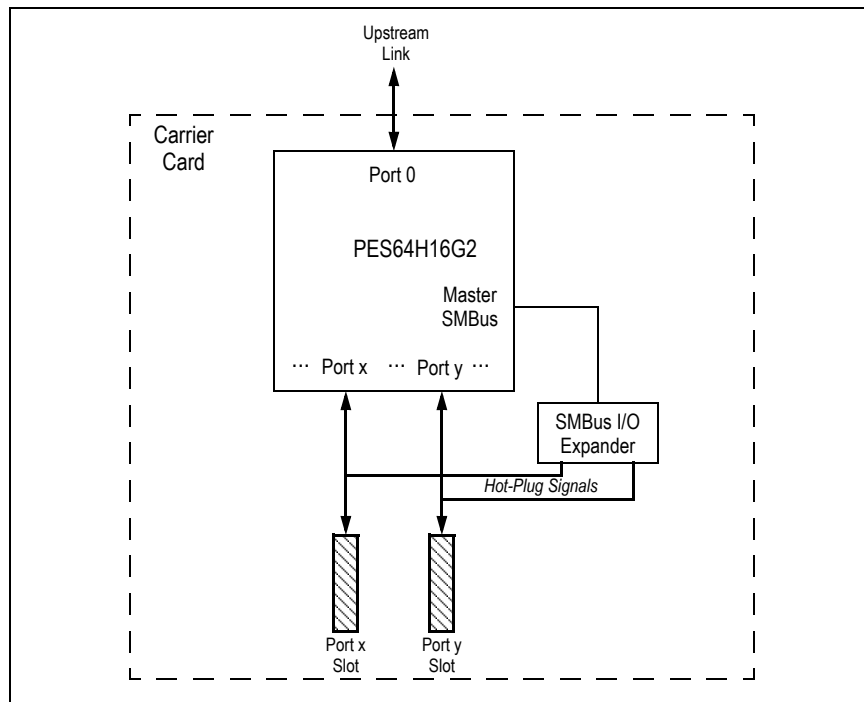 Upstream
Link
Carrier
Card
Port 0
PES64H16G2
Master
SMBus
... Port x ... Port y ...
SMBus I/O
Expander
Hot-Plug Signals
Port x
Slot
Port y
Slot